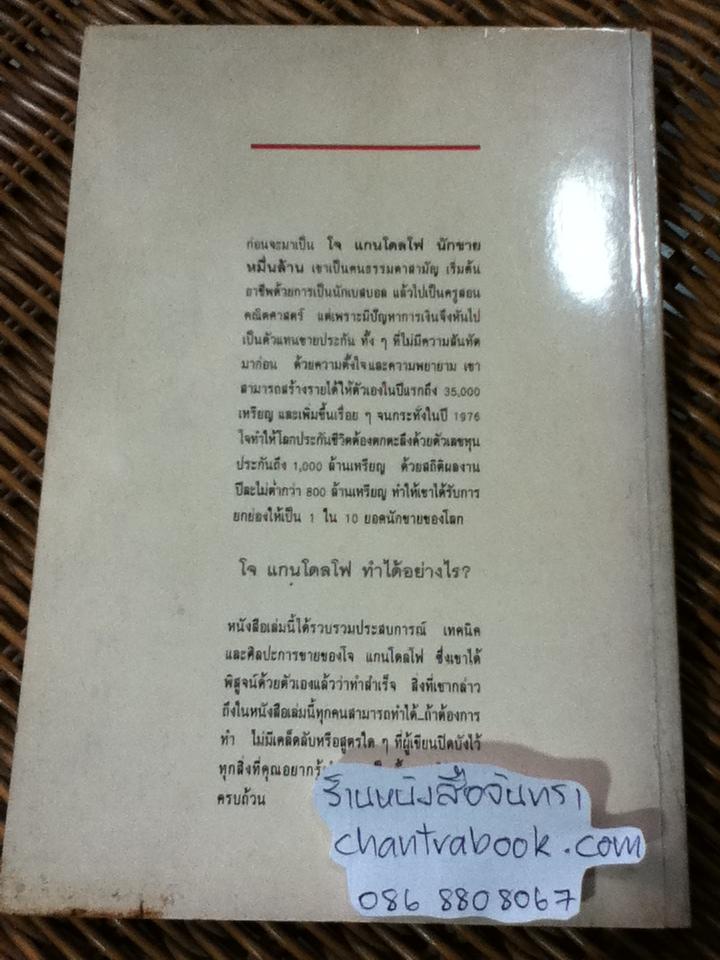 ก่อนจะมาเป็น โจ แกนโดลโฟ นักขาย
หมื่นล้าน เขาเป็นคนธรรมดาสามัญ เริ่มต้น
อาชีพด้วยการเป็นนักเบสบอล แล้วไปเป็นครูสอน
คณิตศาสตร์ แต่เพราะมีปัญหาการเงินจึงหันไป
เป็นตัวแทนขายประกัน ทั้ง ๆ ที่ไม่มีความสันทัด
มาก่อน ด้วยความตั้งใจและความพยายาม เขา
สามารถสร้างรายได้ให้ตัวเองในปีแรกถึง 35,000
เหรียญ และเพิ่มขึ้นเรื่อย ๆ จนกระทั่งในปี 1976
โจทำให้โลกประกันชีวิตต้องตกตะลึงด้วยตัวเลขทุน
ประกันถึง 1,000 ล้านเหรียญ ด้วยสถิติผลงาน
ปีละไม่ต่ำกว่า 800 ล้านเหรียญ ทำให้เขาได้รับการ
ยกย่องให้เป็น 1 ใน 10 ยอดนักขายของโลก
โจ แกนโดลโฟ ทำได้อย่างไร?
หนังสือเล่มนี้ได้รวบรวมประสบการณ์ เทคนิค
และศิลปะการขายของโจ แกนโดลโฟ ซึ่งเขาได้
พิสูจน์ด้วยตัวเองแล้วว่าทำสำเร็จ สิ่งที่เขากล่าว
ถึงในหนังสือเล่มนี้ทุกคนสามารถทำได้...ถ้าต้องการ
ทำ ไม่มีเคล็ดลับหรือสูตรใด ๆ ที่ผู้เขียนปิดบังไว้
ทุกสิ่งที่คุณอยากรู้
ครบถ้วน
ร้านหนังสือจันทรา
chantrabook.com
086 8808067